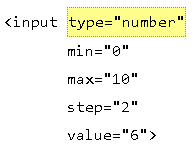 <input type="number"
min="0"
max="10"
step="2"
value="6">